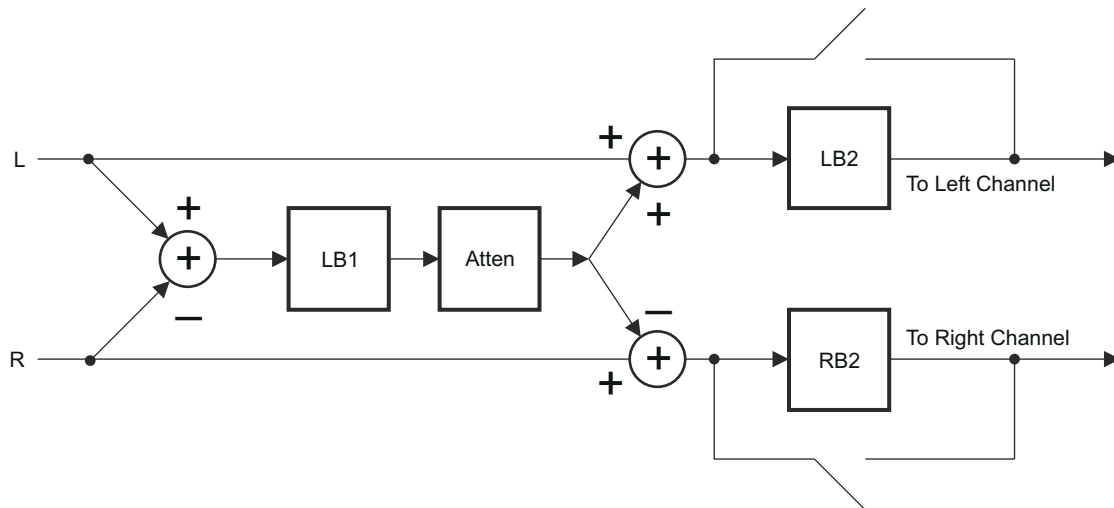 L
+
+
LB2
To Left Channel
+
+
+
LB1
Atten
−
−
R
+
+
RB2
To Right Channel